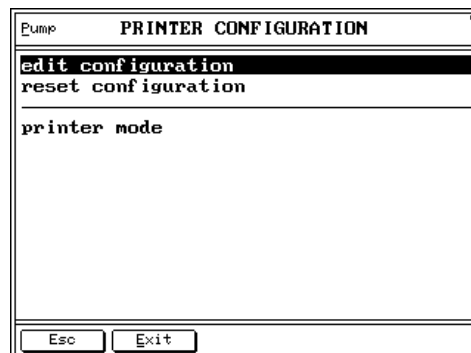 Pump PRINTER CONFIGURATION
edit configuration
reset configuration
printer mode
Esc Exit